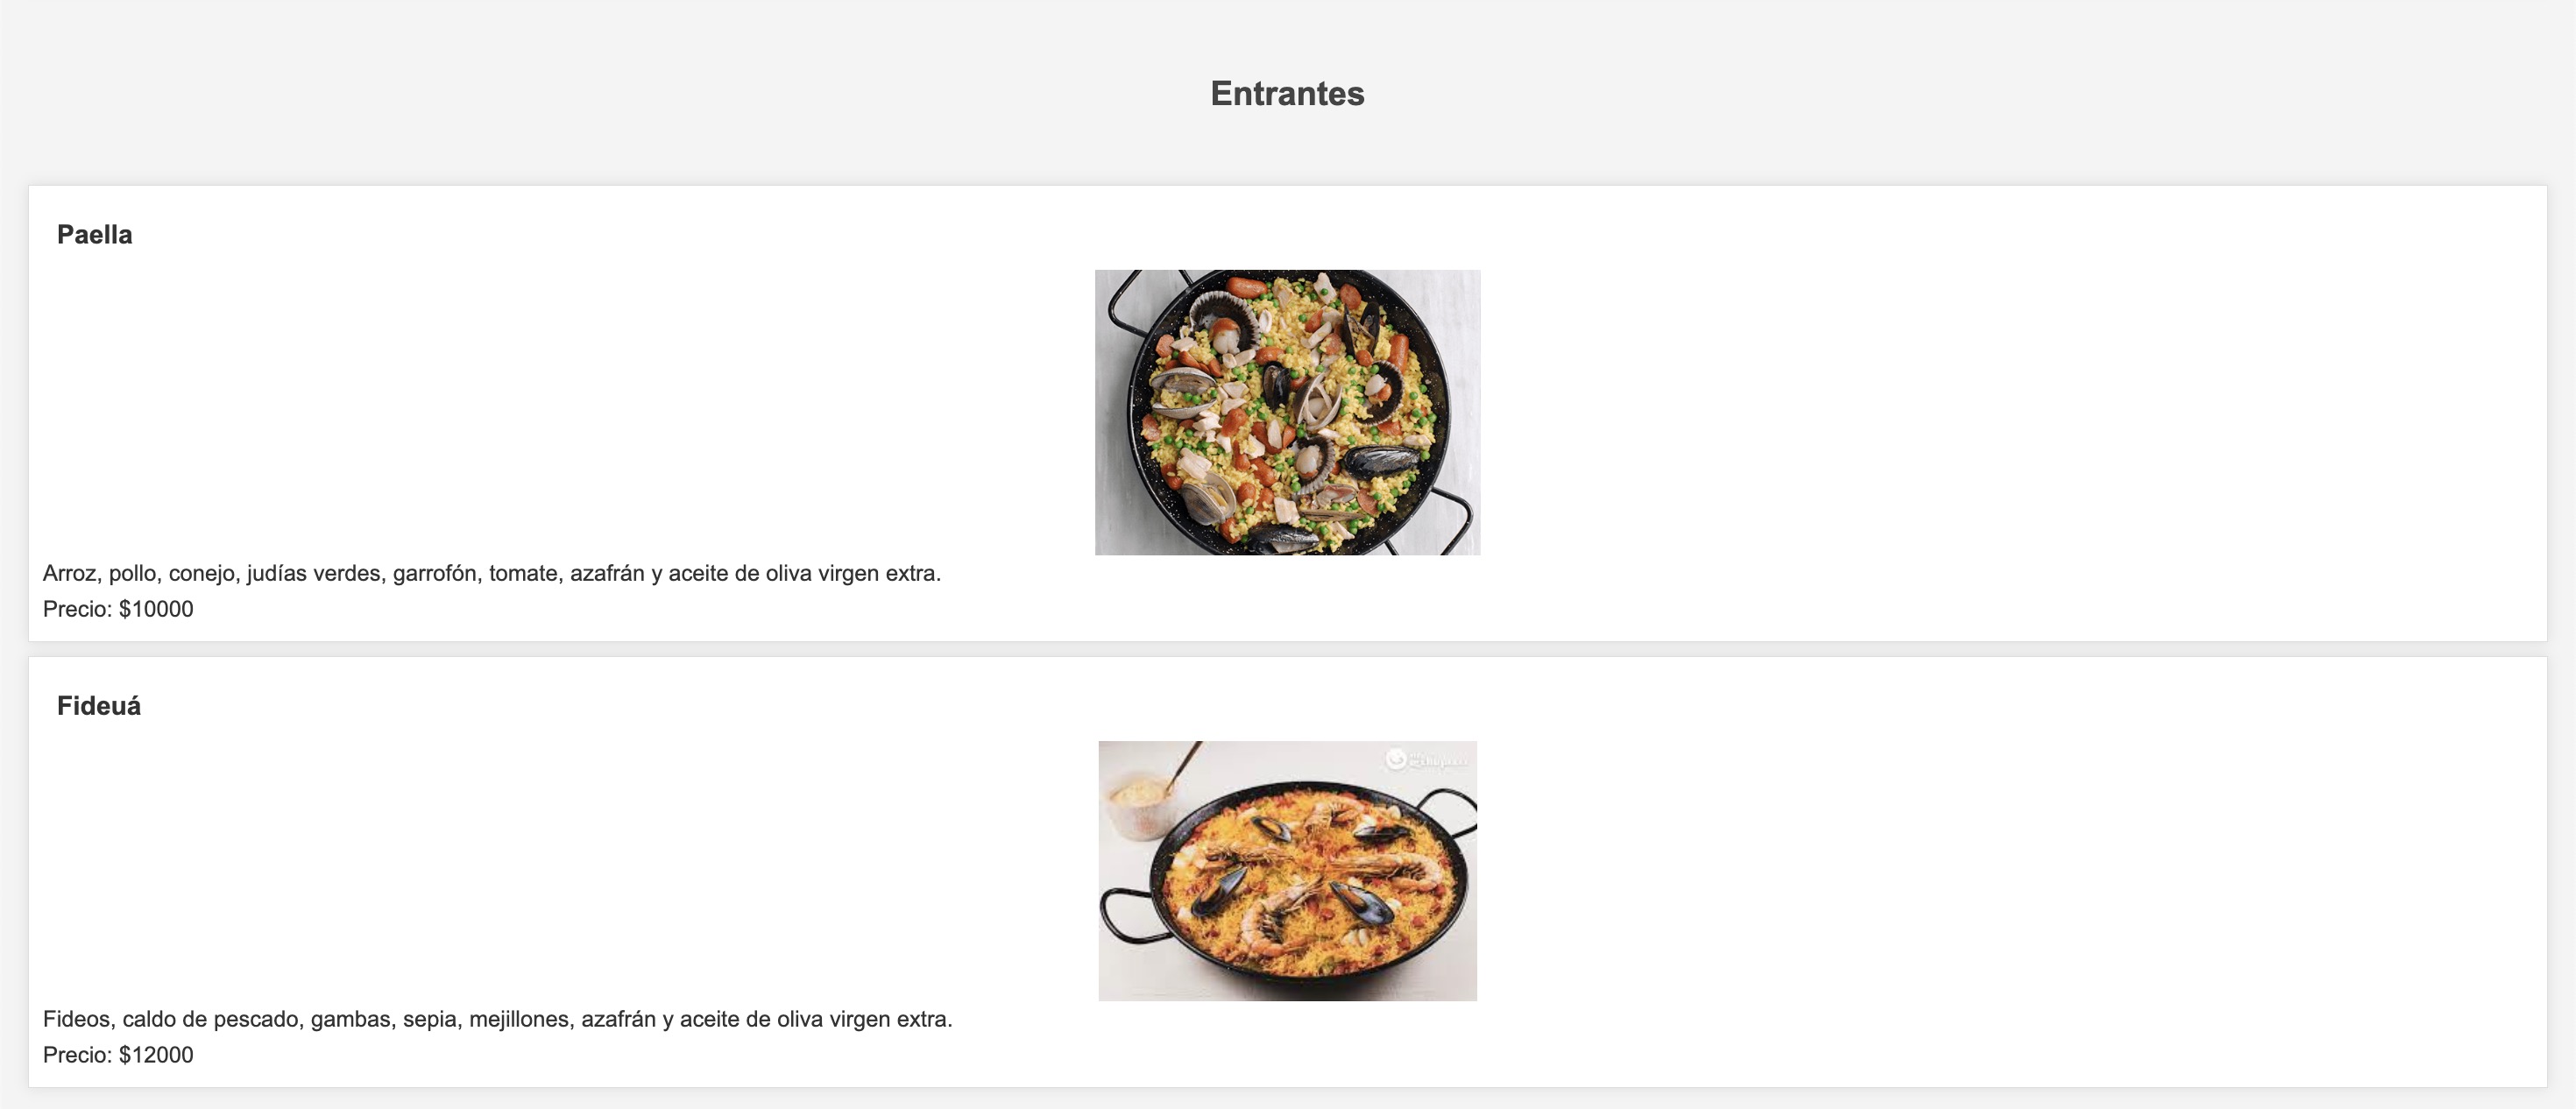 Entrantes
Paella
Arroz, pollo, conejo, judías verdes, garrofón, tomate, azafrán y aceite de oliva virgen extra.
Precio: $10000
Fideuá
Fideos, caldo de pescado, gambas, sepia, mejillones, azafrán y aceite de oliva virgen extra.
Precio: $12000